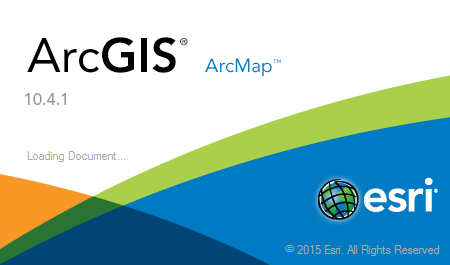 ArcGIS® ArcMap™
10.4.1
Loading Document...
esri®
© 2015 Esri. All Rights Reserved